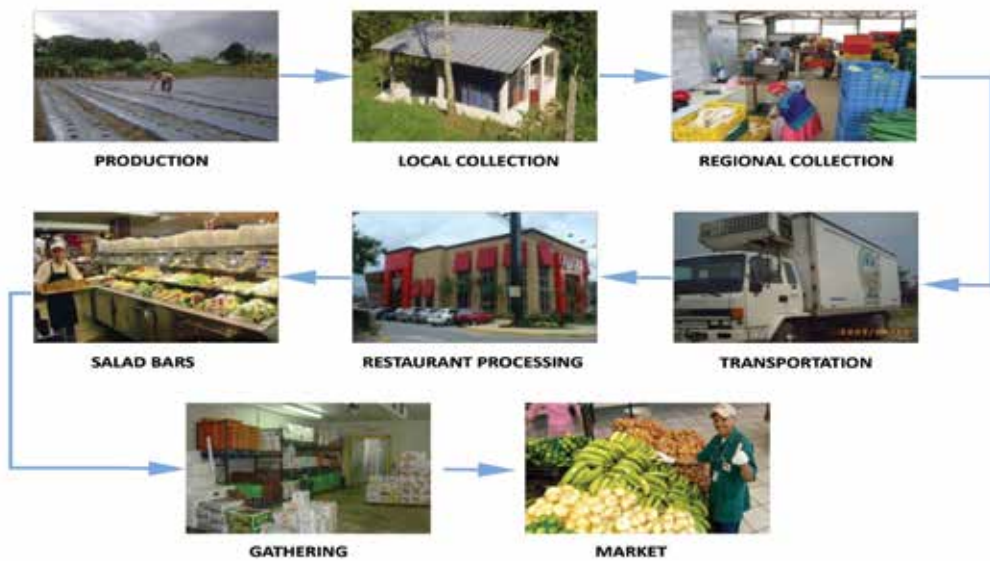 PRODUCTION
LOCAL COLLECTION
REGIONAL COLLECTION
SALAD BARS
RESTAURANT PROCESSING
TRANSPORTATION
GATHERING
MARKET